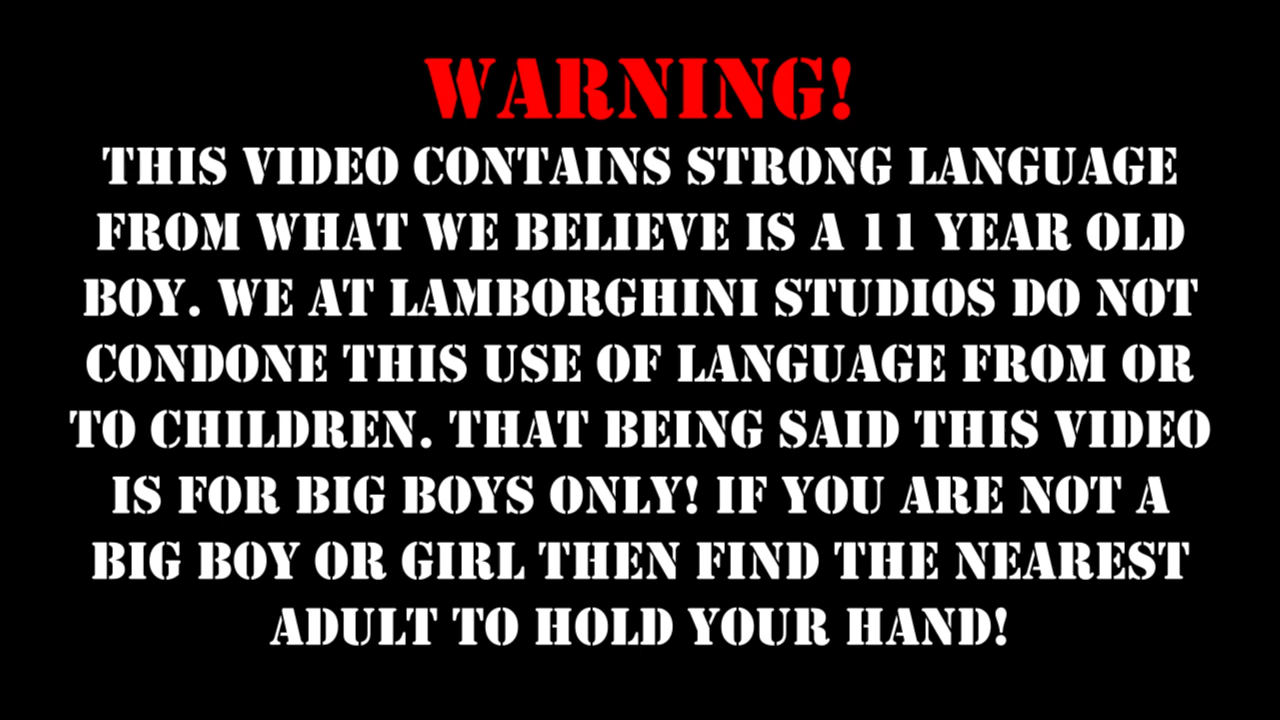 WARNING!
THIS VIDEO CONTAINS STRONG LANGUAGE
FROM WHAT WE BELIEVE IS A 11 YEAR OLD
BOY. WE AT LAMBORGHINI STUDIOS DO NOT
CONDONE THIS USE OF LANGUAGE FROM OR
TO CHILDREN. THAT BEING SAID THIS VIDEO
IS FOR BIG BOYS ONLY! IF YOU ARE NOT A
BIG BOY OR GIRL THEN FIND THE NEAREST
ADULT TO HOLD YOUR HAND!